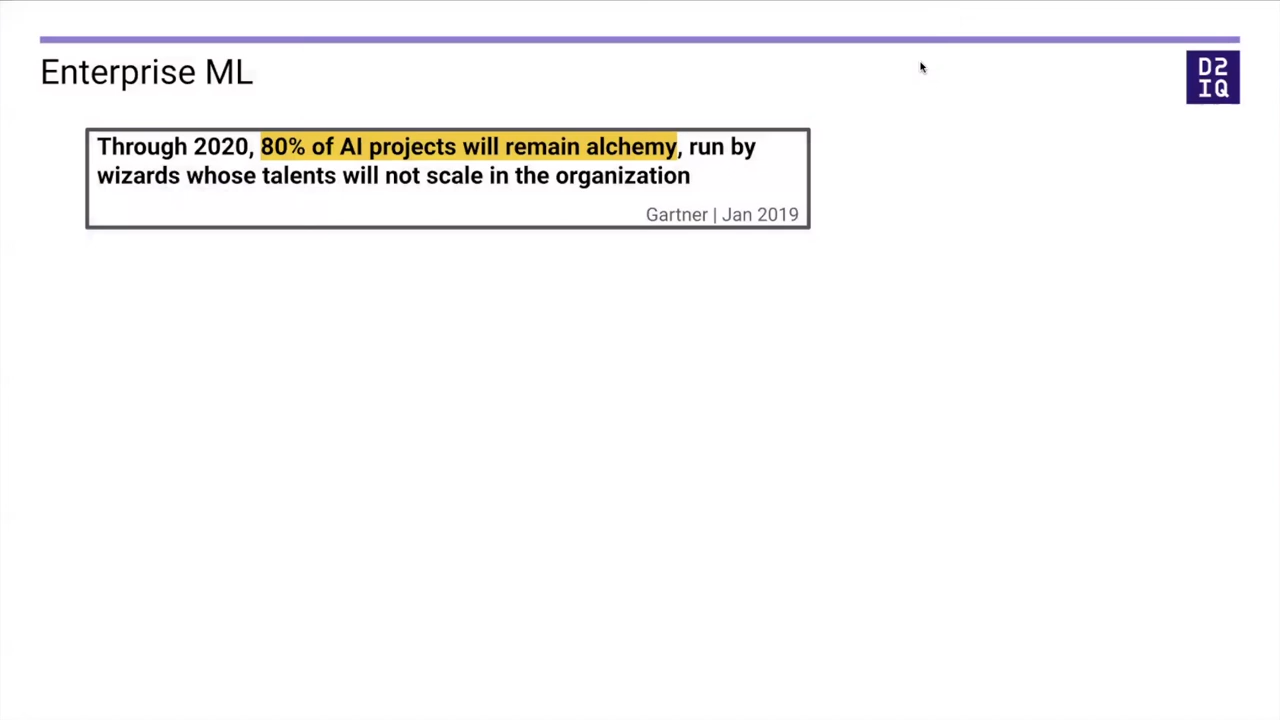 Enterprise ML
D2
IQ
Through 2020, 80% of AI projects will remain alchemy, run by
wizards whose talents will not scale in the organization
Gartner | Jan 2019